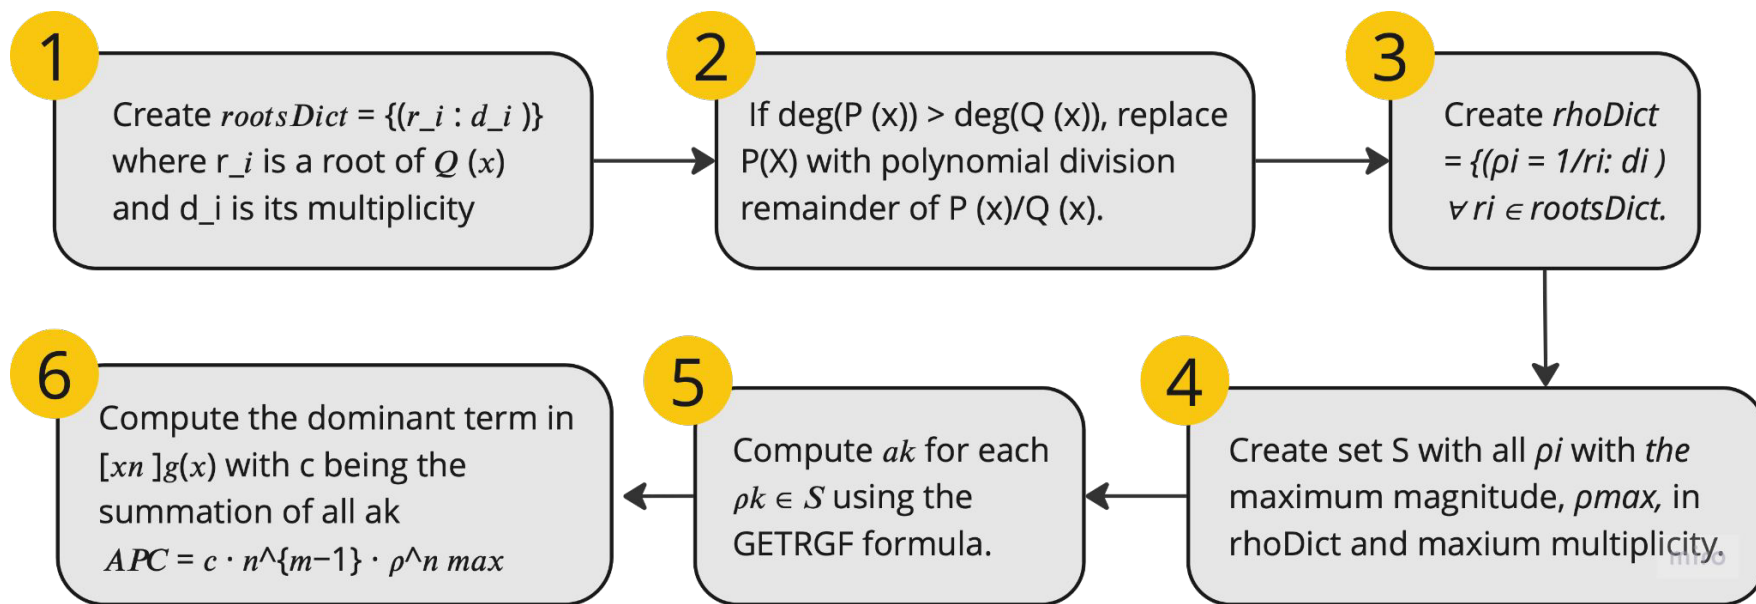 1
Create rootsDict = {(r_i : d_i )}
where r_i is a root of Q (x)
and d_i is its multiplicity
2
If deg(P (x)) > deg(Q (x)), replace
P(X) with polynomial division
remainder of P (x)/Q (x).
3
Create rhoDict
= {(ρi = 1/ri: di )
∀ ri ∈ rootsDict.
4
Create set S with all ρi with the
maximum magnitude, ρmax, in
rhoDict and maxium multiplicity.
miro
5
Compute ak for each
ρk ∈ S using the
GETRGF formula.
6
Compute the dominant term in
[xn ]g(x) with c being the
summation of all ak
APC = c · n^{m−1} · ρ^n max